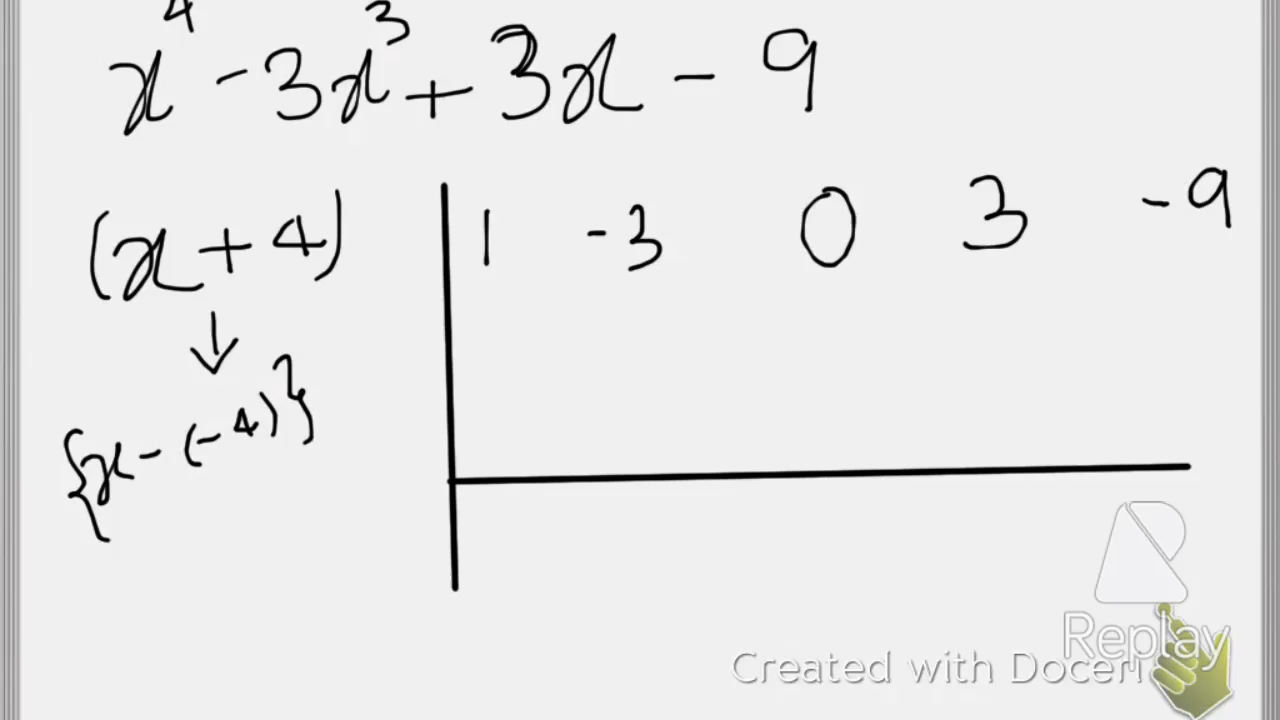 x⁴ - 3x³ + 3x - 9
(x + 4) 1 -3 0 3 -9
↓
{x - (-4)}
Replay
Created with Doceri